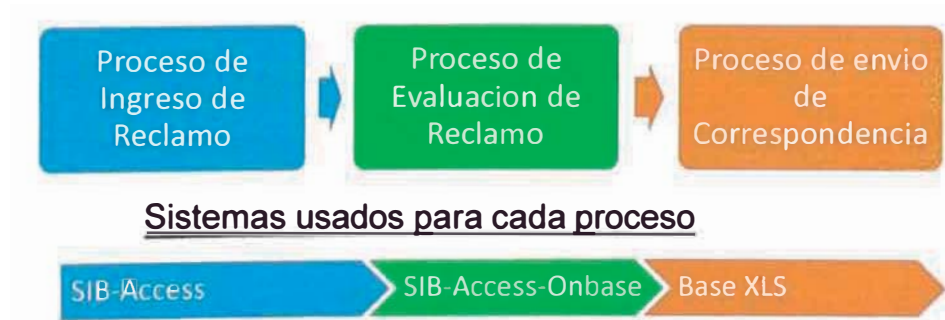 Proceso de
Ingreso de
Reclamo
Proceso de
Evaluacion de
Reclamo
Proceso de envio
de
Correspondencia
Sistemas usados para cada proceso
SIB-Access
SIB-Access-Onbase
Base XLS